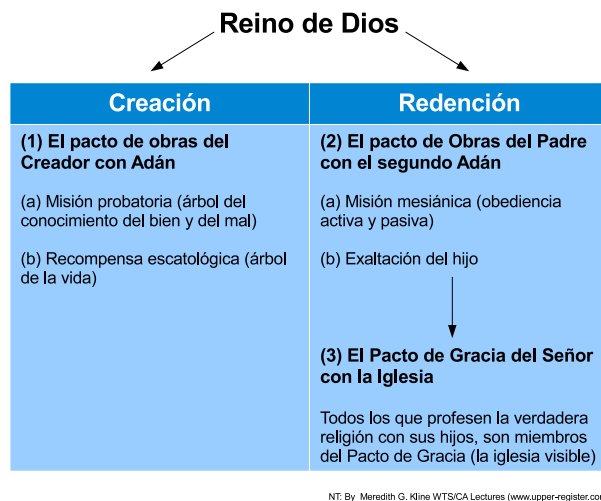 Reino de Dios
Creación
Redención
(1) El pacto de obras del
Creador con Adán
(a) Misión probatoria (árbol del
conocimiento del bien y del mal)
(b) Recompensa escatológica (árbol
de la vida)
(2) El pacto de Obras del Padre
con el segundo Adán
(a) Misión mesiánica (obediencia
activa y pasiva)
(b) Exaltación del hijo
(3) El Pacto de Gracia del Señor
con la Iglesia
Todos los que profesen la verdadera
religión con sus hijos, son miembros
del Pacto de Gracia (la iglesia visible)
NT: By Meredith G. Kline WTS/CA Lectures (www.upper-register.co